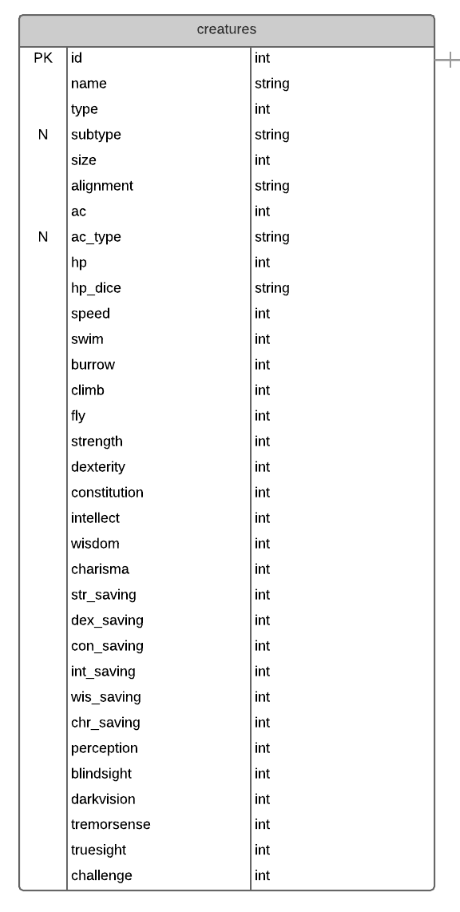 creatures
PK id int
name string
type int
N subtype string
size int
alignment string
ac int
N ac_type string
hp int
hp_dice string
speed int
swim int
burrow int
climb int
fly int
strength int
dexterity int
constitution int
intellect int
wisdom int
charisma int
str_saving int
dex_saving int
con_saving int
int_saving int
wis_saving int
chr_saving int
perception int
blindsight int
darkvision int
tremorsense int
truesight int
challenge int